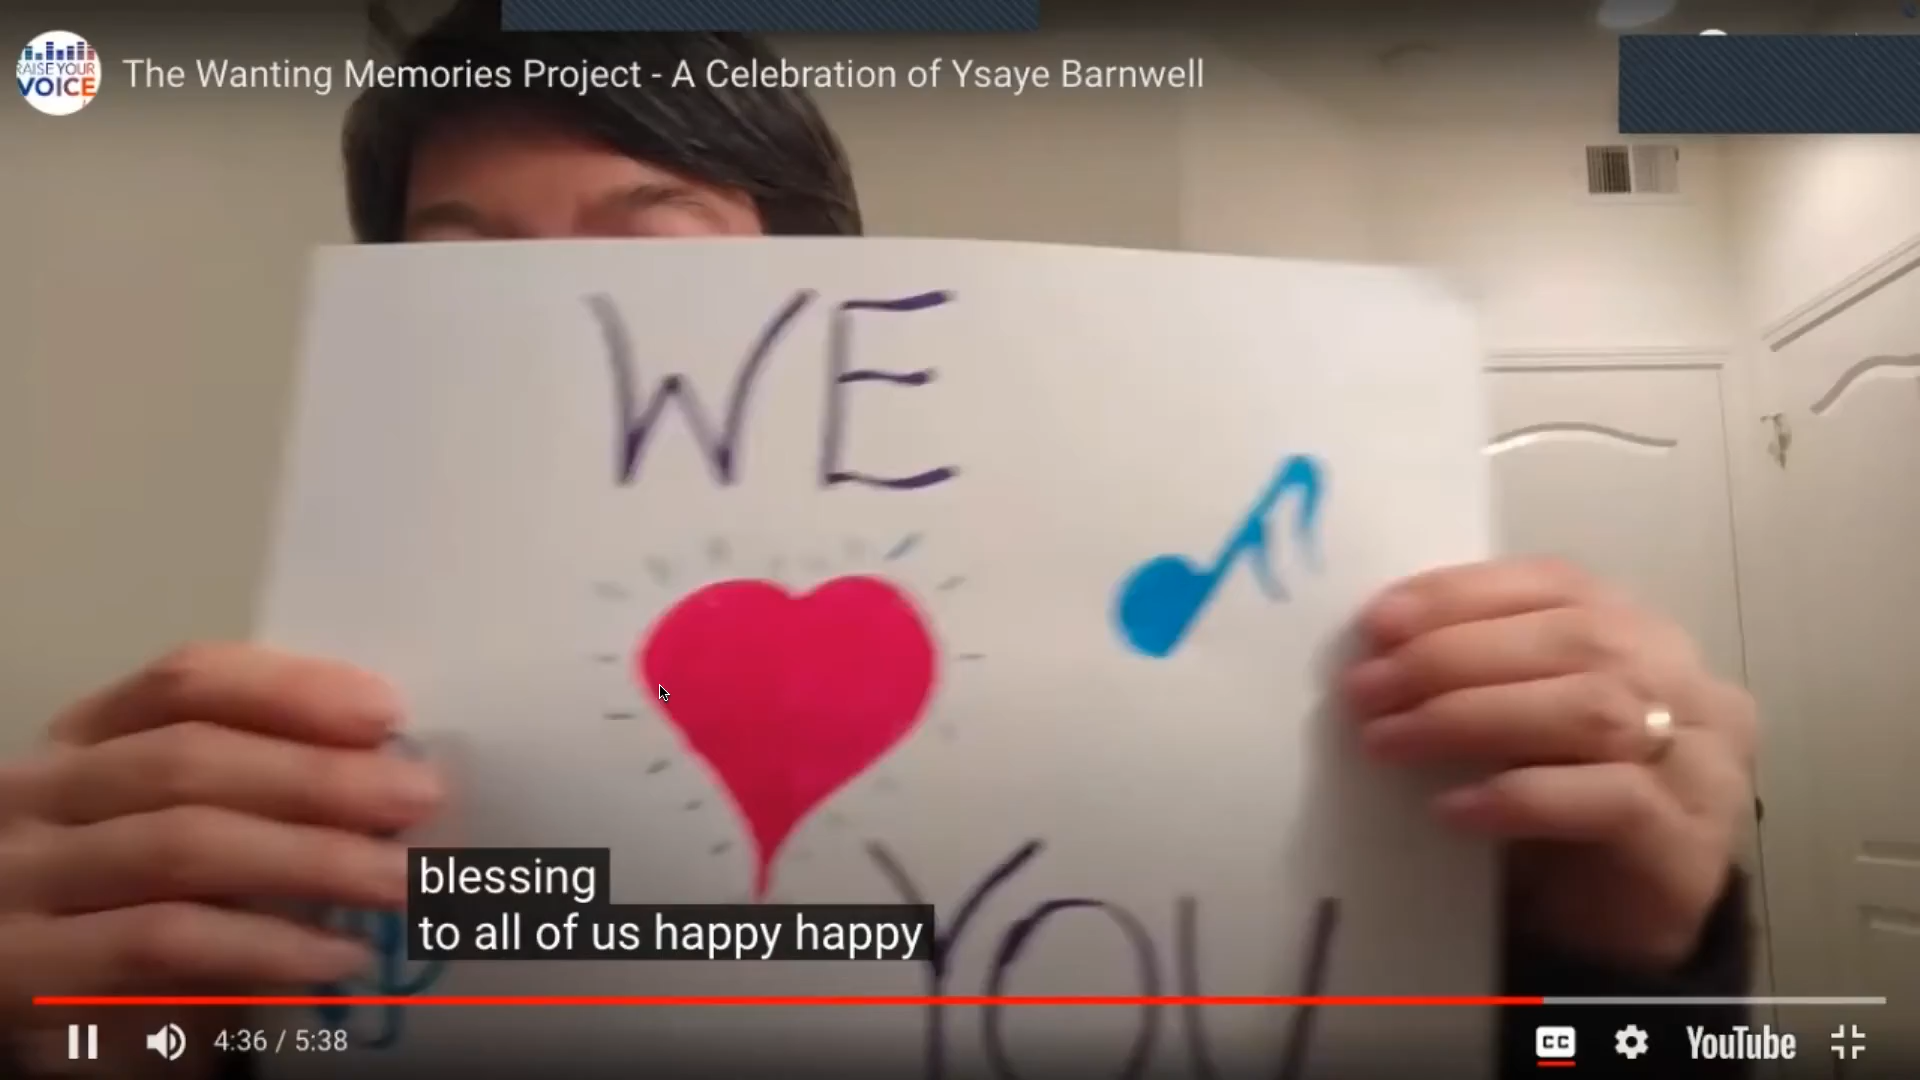 RAISE YOUR
VOICE
The Wanting Memories Project - A Celebration of Ysaye Barnwell
WE
YOU
blessing
to all of us happy happy
4:36 / 5:38
CC
YouTube